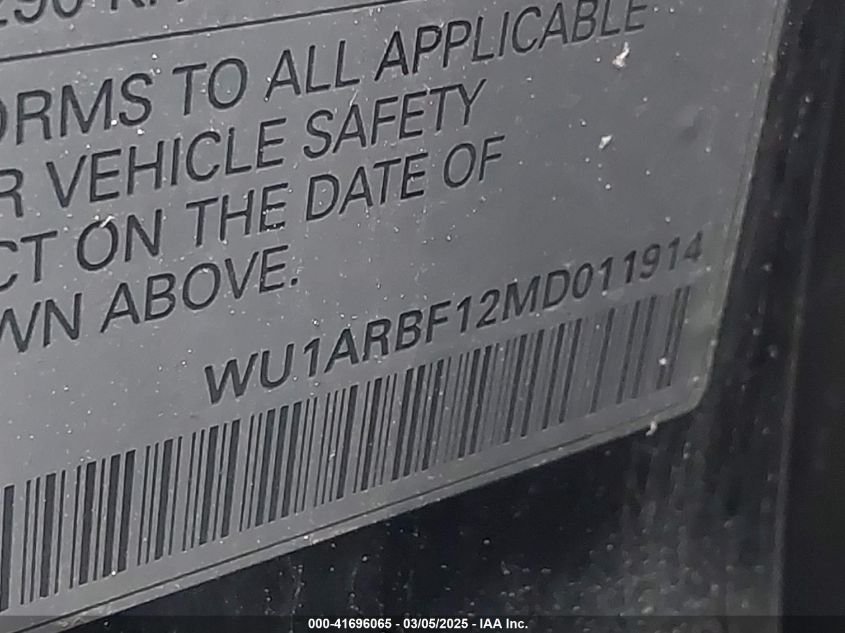 ORMS TO ALL APPLICABLE
R VEHICLE SAFETY
CT ON THE DATE OF
WN ABOVE.
WU1ARBF12MD011914
000-41696065 - 03/05/2025 - IAA Inc.